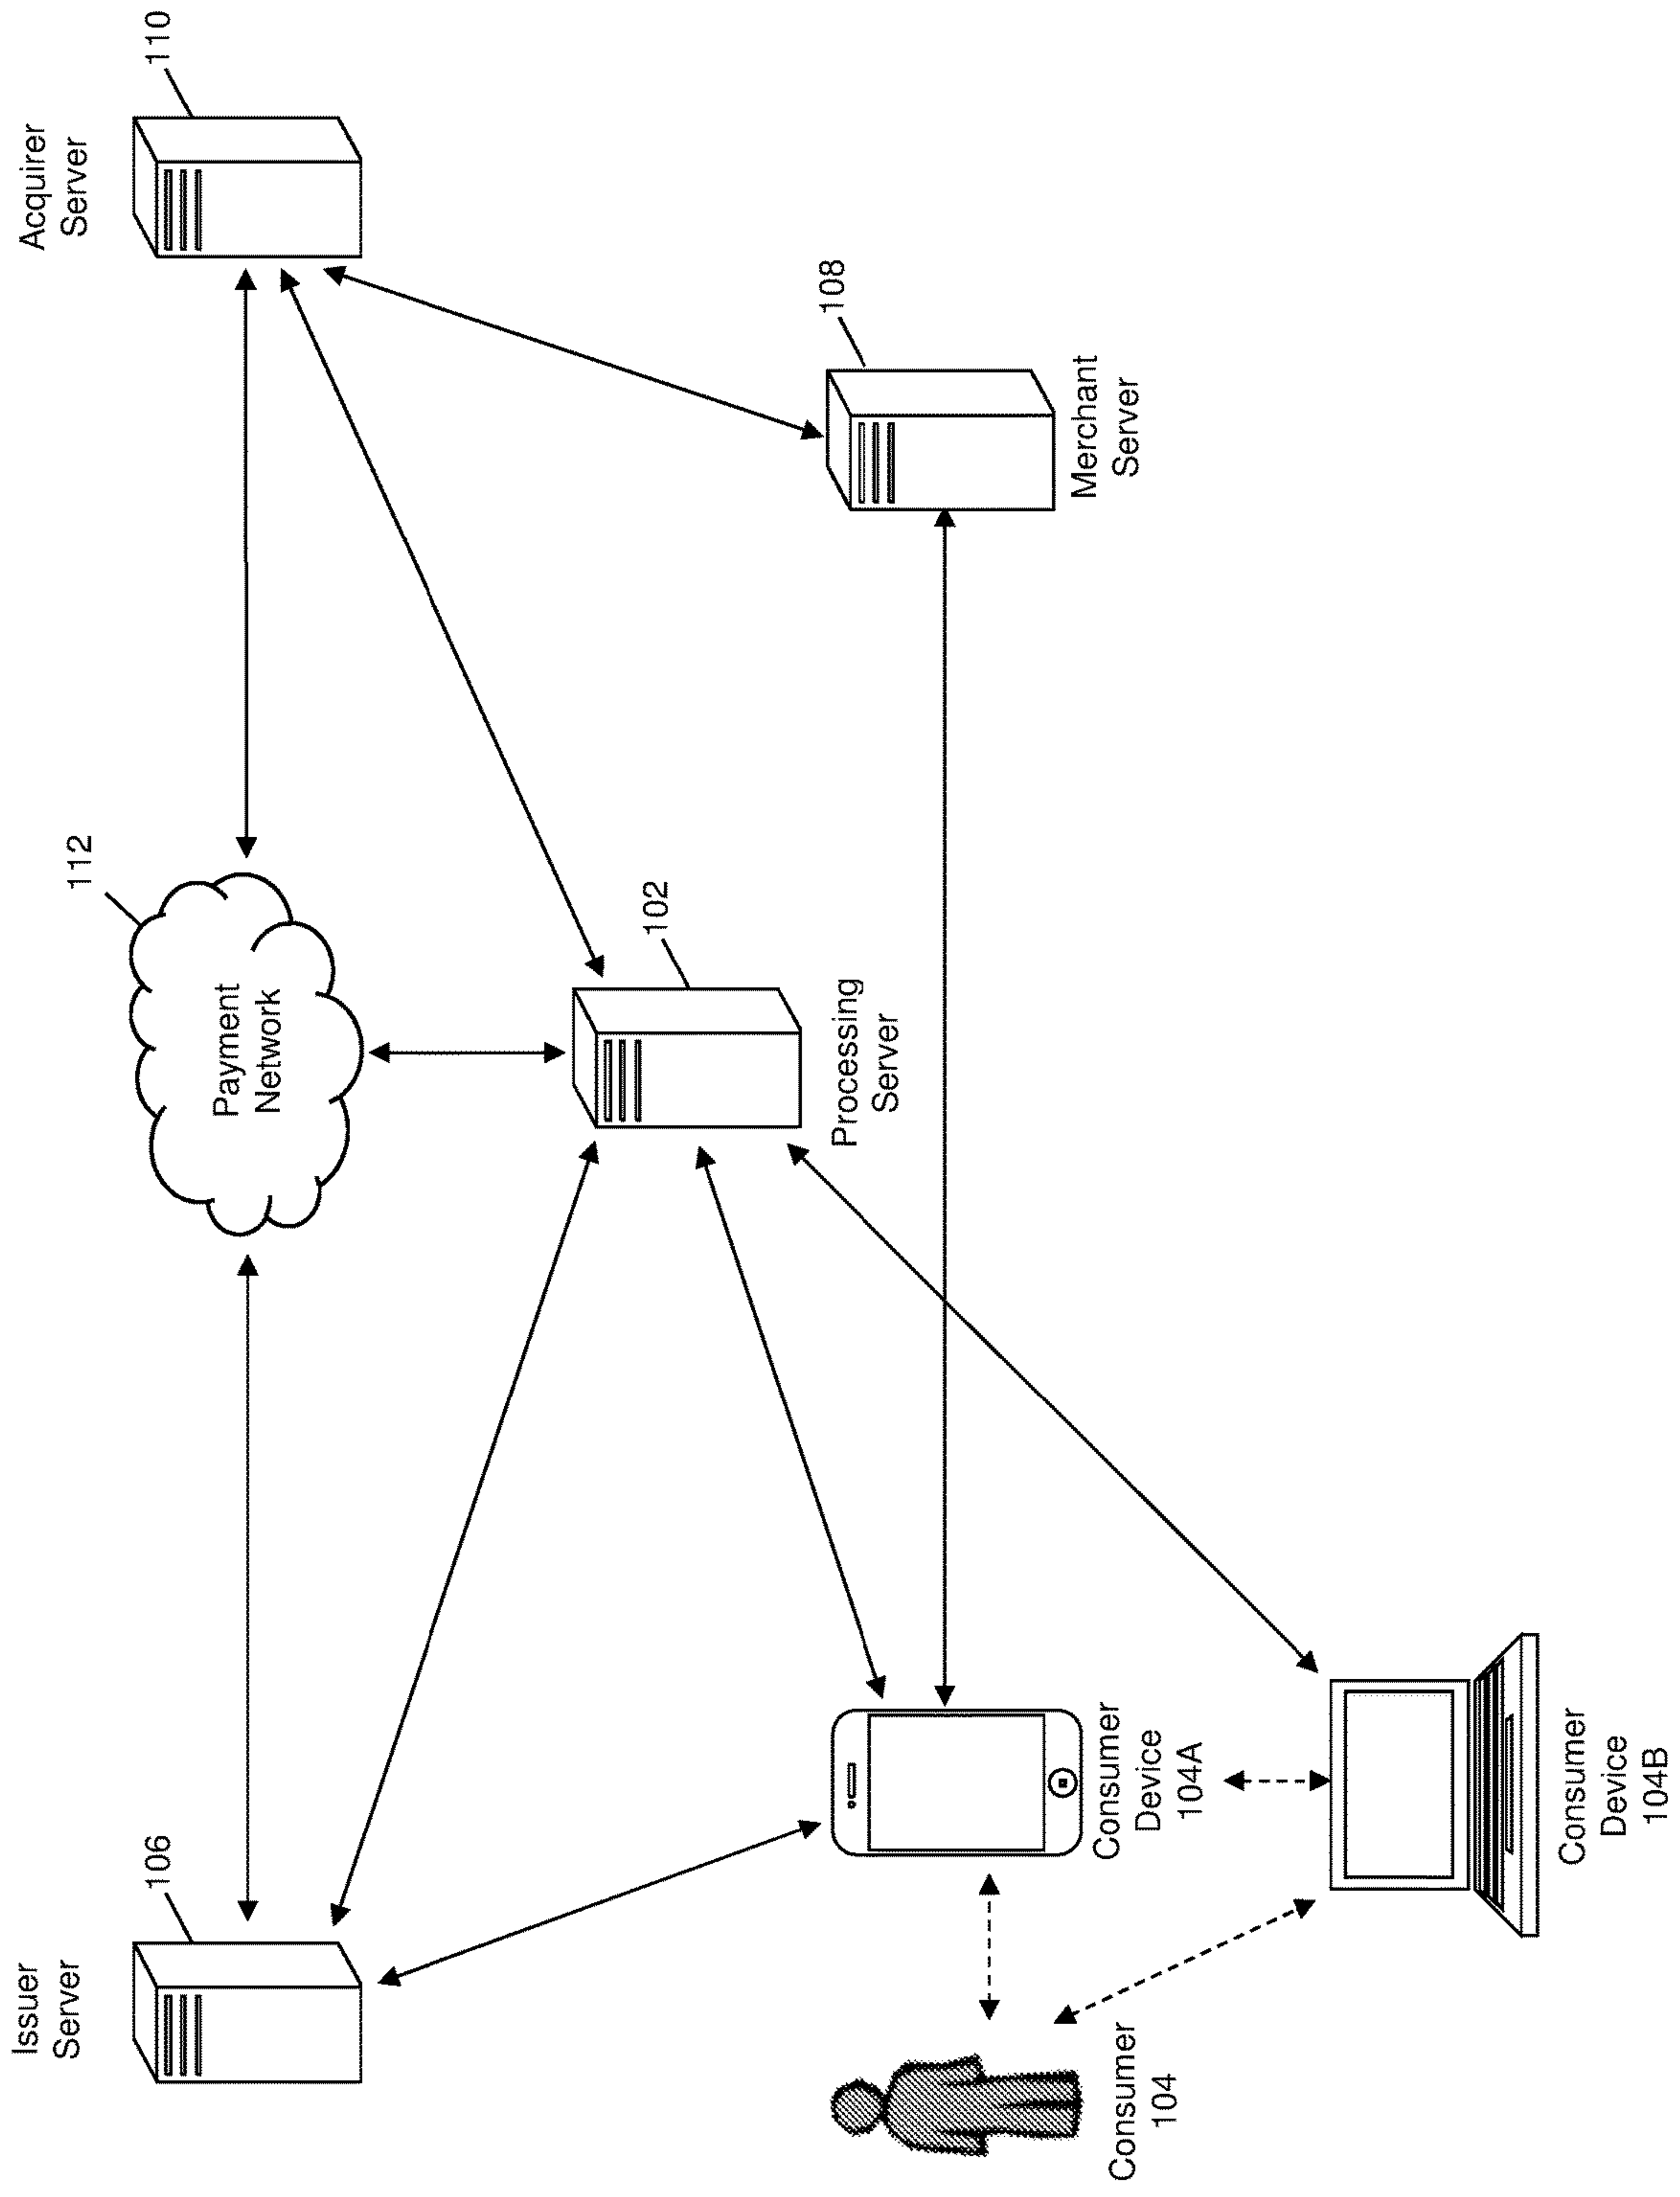 Issuer
Server
106
Payment
Network
112
Acquirer
Server
110
102
Processing
Server
108
Merchant
Server
Consumer
104
Consumer
Device
104A
Consumer
Device
104B